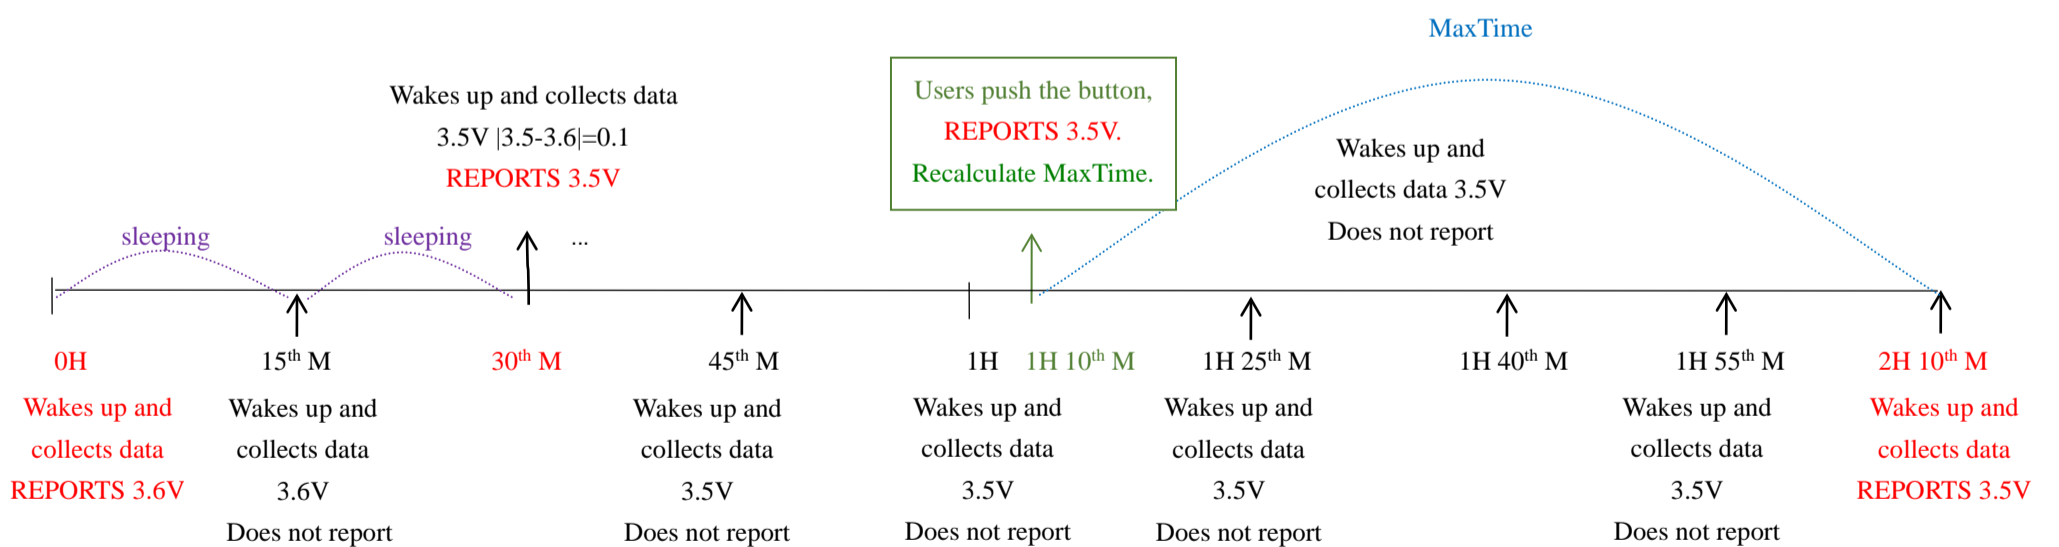 MaxTime
Wakes up and collects data
3.5V |3.5-3.6|=0.1
REPORTS 3.5V
Users push the button,
REPORTS 3.5V.
Recalculate MaxTime.
Wakes up and
collects data 3.5V
Does not report
sleeping
sleeping
...
0H
15th M
30th M
45th M
1H
1H 10th M
1H 25th M
1H 40th M
1H 55th M
2H 10th M
Wakes up and
collects data
REPORTS 3.6V
Wakes up and
collects data
3.6V
Does not report
Wakes up and
collects data
3.5V
Does not report
Wakes up and
collects data
3.5V
Does not report
Wakes up and
collects data
3.5V
Does not report
Wakes up and
collects data
3.5V
Does not report
Wakes up and
collects data
REPORTS 3.5V